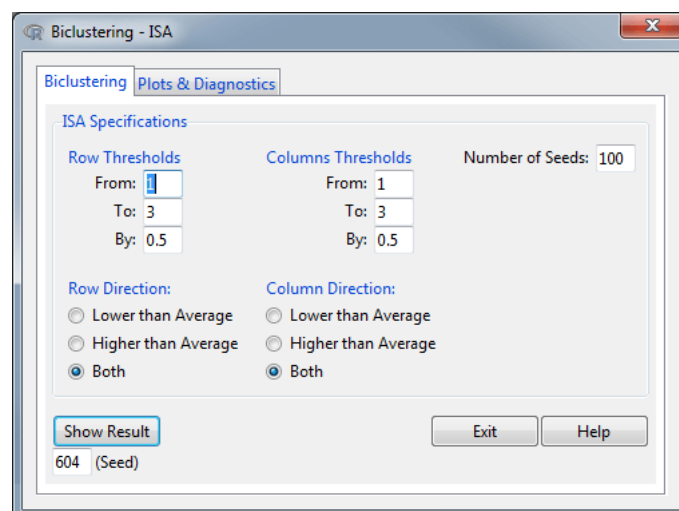 Biclustering - ISA
Biclustering Plots & Diagnostics
ISA Specifications
Row Thresholds Columns Thresholds Number of Seeds: 100
From: 1 From: 1
To: 3 To: 3
By: 0.5 By: 0.5
Row Direction: Column Direction:
Lower than Average Lower than Average
Higher than Average Higher than Average
Both Both
Show Result Exit Help
604 (Seed)